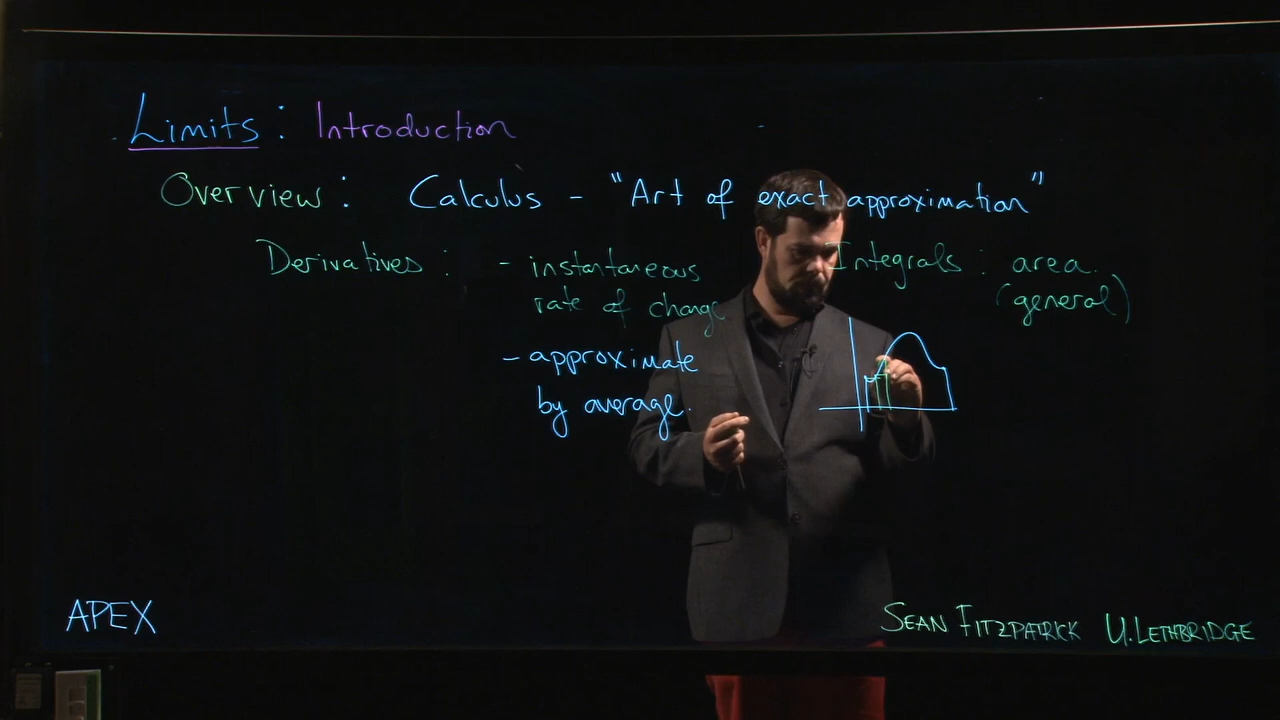 Limits: Introduction
Overview: Calculus - "Art of exact approximation"
Derivatives: - instantaneous
rate of change
- approximate
by average.
Integrals: area.
(general)
APEX
SEAN FITZPATRICK U.LETHBRIDGE